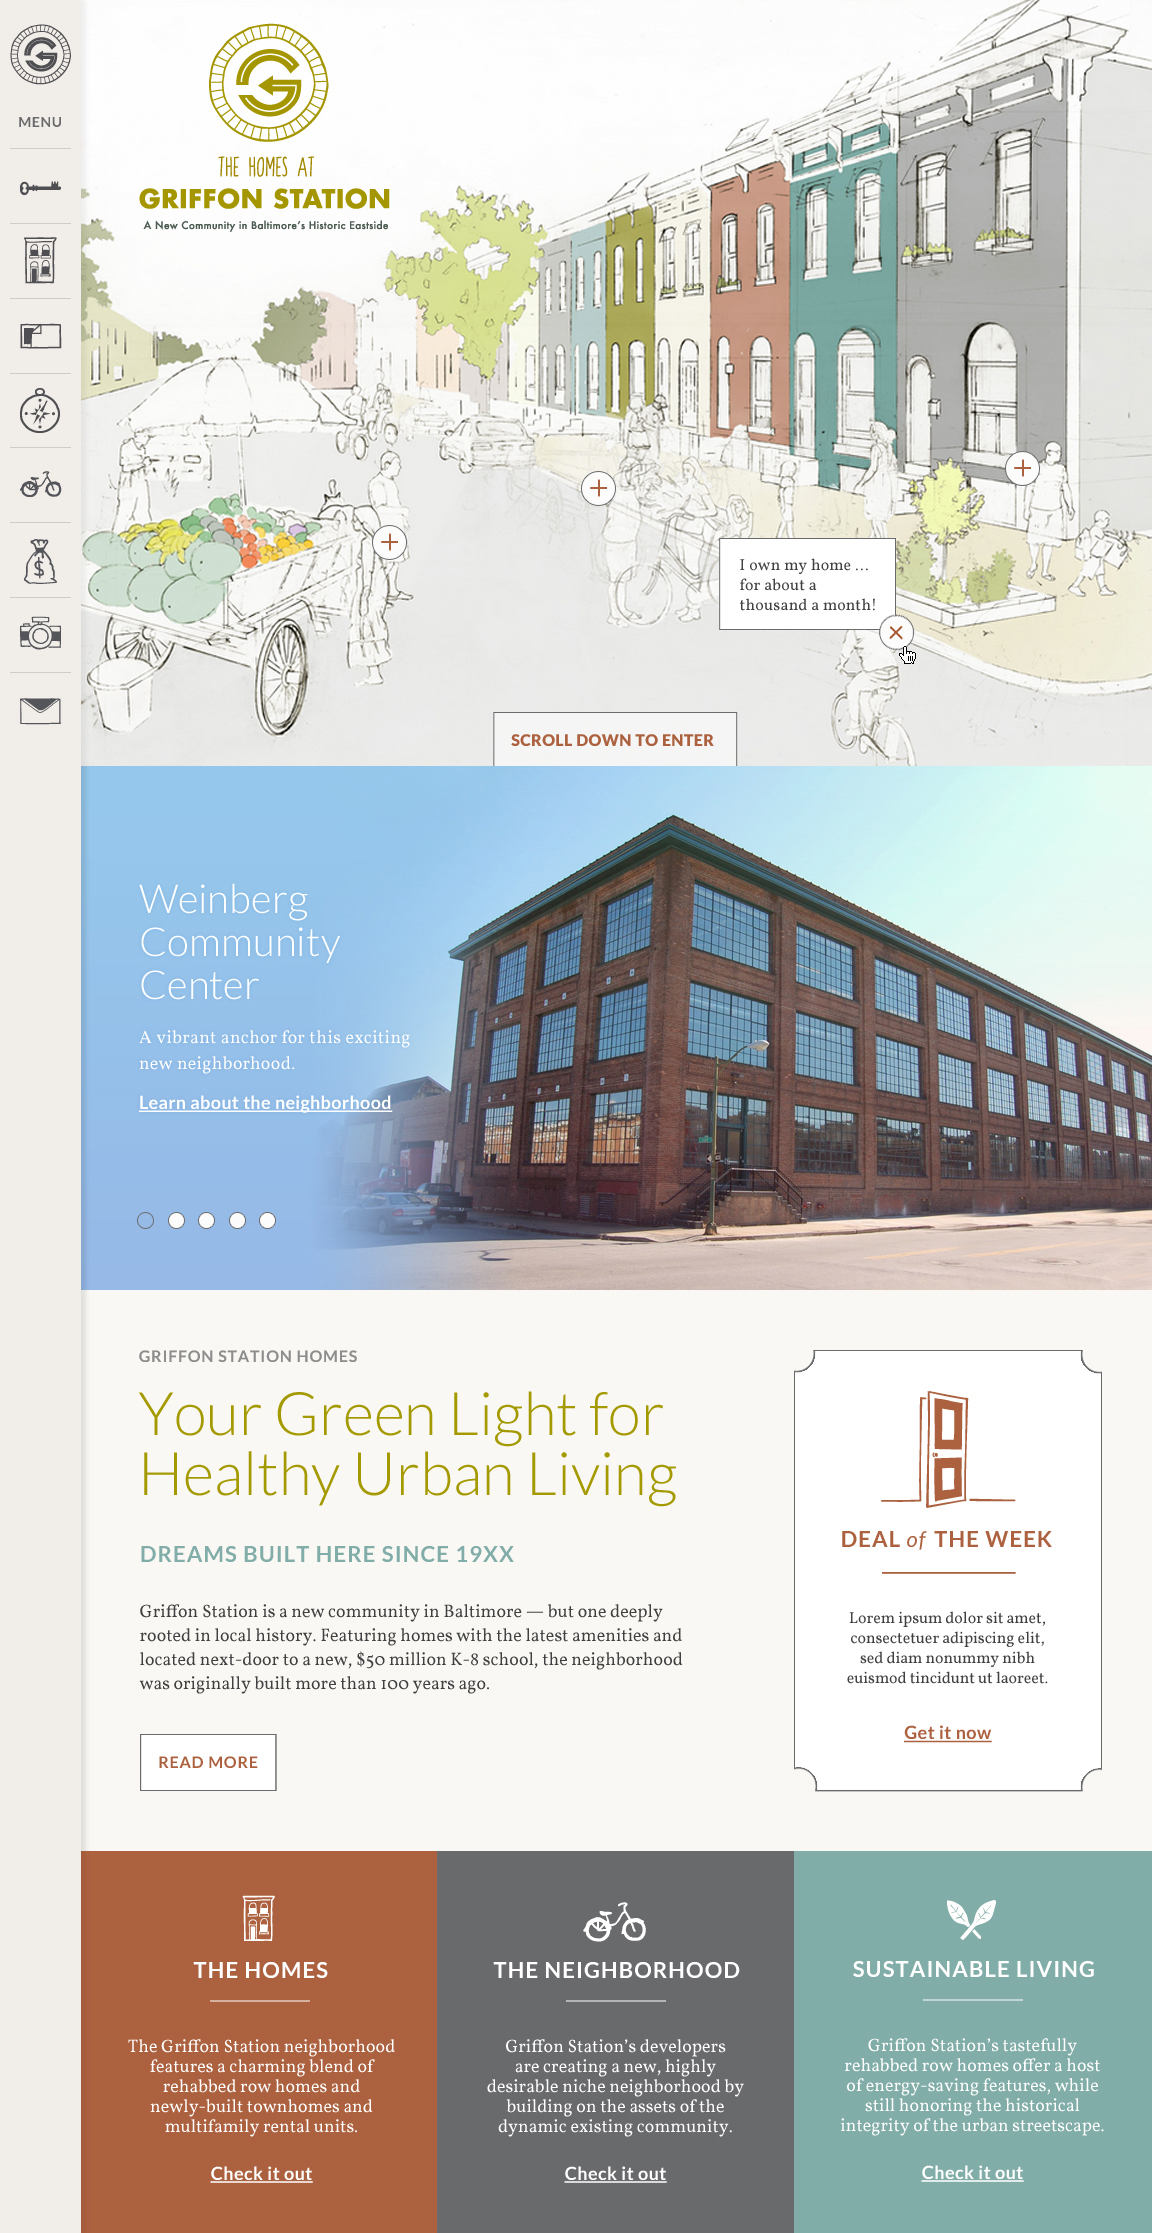 MENU
THE HOMES AT
GRIFFON STATION
A New Community in Baltimore's Historic Eastside
I own my home ...
for about a
thousand a month!
SCROLL DOWN TO ENTER
Weinberg
Community
Center
A vibrant anchor for this exciting
new neighborhood.
Learn about the neighborhood
GRIFFON STATION HOMES
Your Green Light for
Healthy Urban Living
DREAMS BUILT HERE SINCE 19XX
Griffon Station is a new community in Baltimore — but one deeply
rooted in local history. Featuring homes with the latest amenities and
located next-door to a new, $50 million K-8 school, the neighborhood
was originally built more than 100 years ago.
READ MORE
DEAL of THE WEEK
Lorem ipsum dolor sit amet,
consectetuer adipiscing elit,
sed diam nonummy nibh
euismod tincidunt ut laoreet.
Get it now
THE HOMES
The Griffon Station neighborhood
features a charming blend of
rehabbed row homes and
newly-built townhomes and
multifamily rental units.
Check it out
THE NEIGHBORHOOD
Griffon Station's developers
are creating a new, highly
desirable niche neighborhood by
building on the assets of the
dynamic existing community.
Check it out
SUSTAINABLE LIVING
Griffon Station's tastefully
rehabbed row homes offer a host
of energy-saving features, while
still honoring the historical
integrity of the urban streetscape.
Check it out